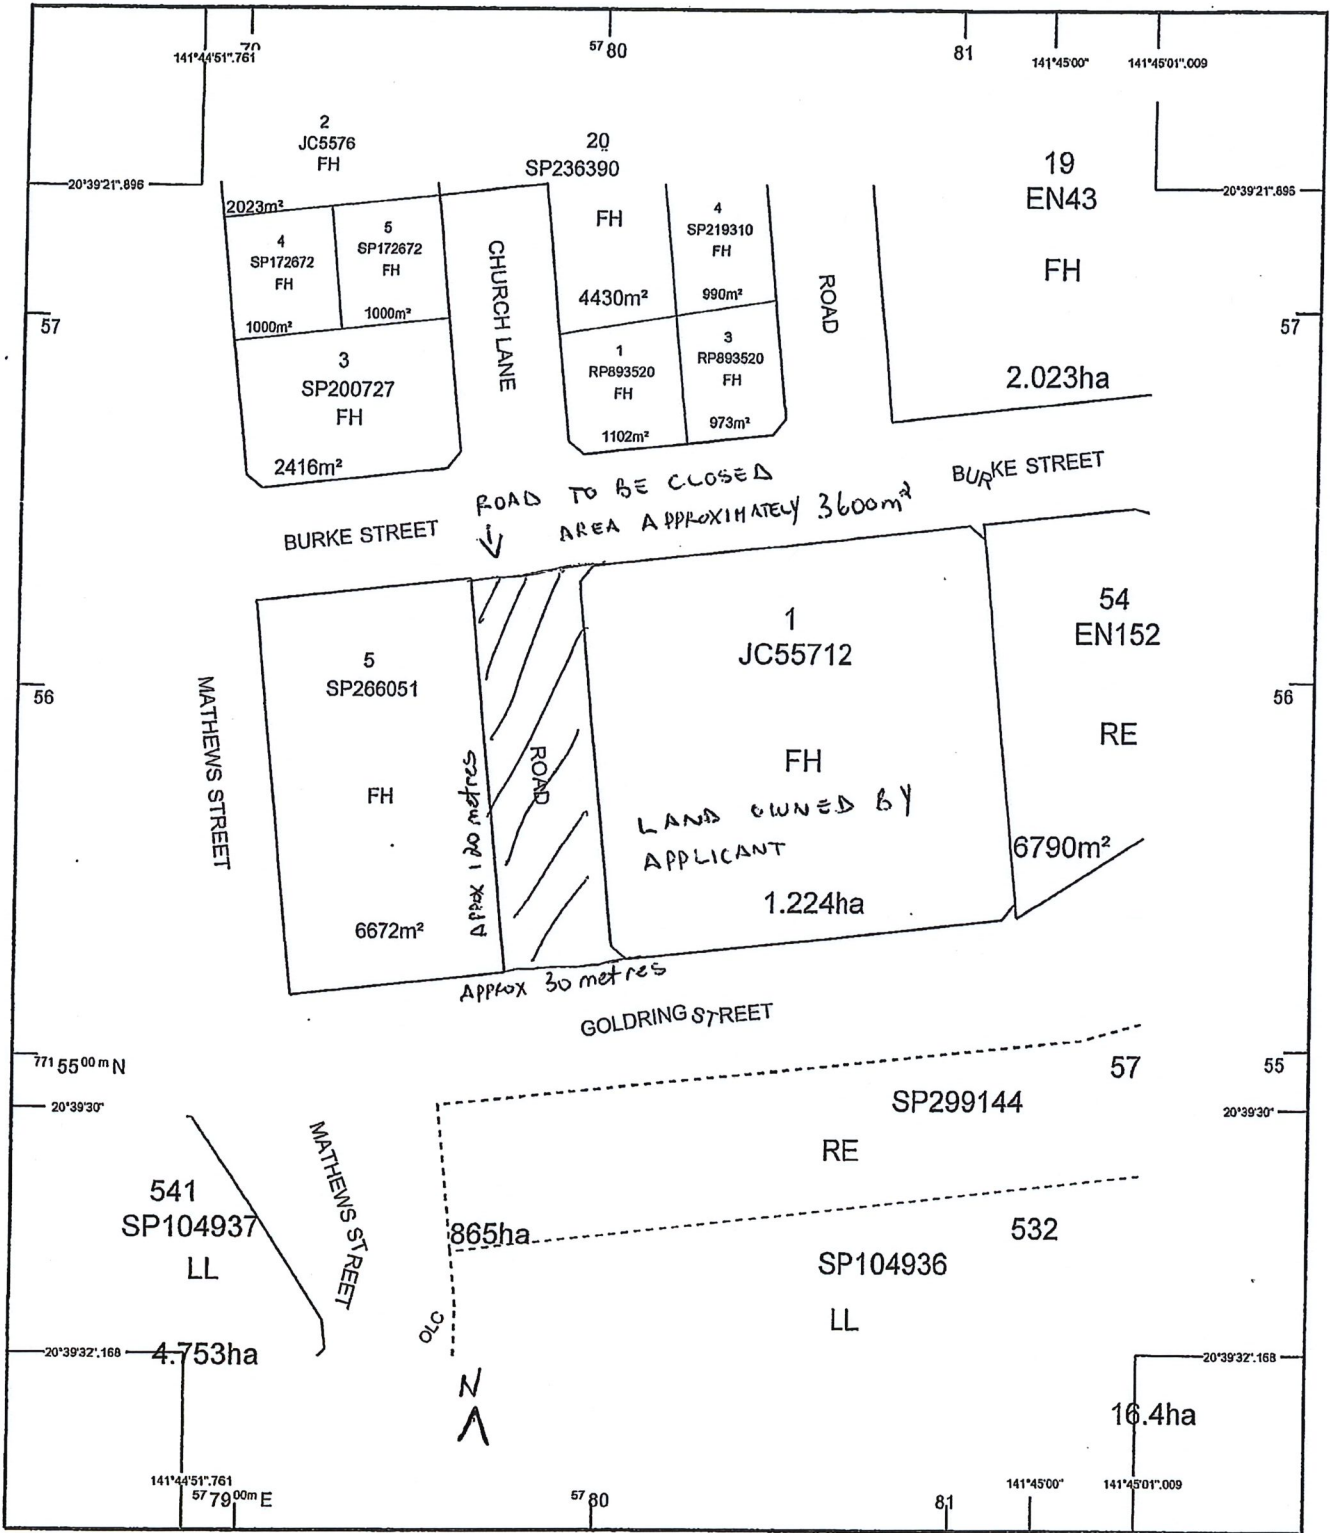 70
57 80
81
141°44'51".761
141°45'00"
141°45'01".009
2
JC5576
FH
2023m²
20
SP236390
FH
4430m²
19
EN43
FH
2.023ha
20°39'21".896
20°39'21".896
4
SP172672
FH
1000m²
5
SP172672
FH
1000m²
CHURCH LANE
4
SP219310
FH
990m²
ROAD
57
57
3
SP200727
FH
2416m²
1
RP893520
FH
1102m²
3
RP893520
FH
973m²
BURKE STREET
ROAD TO BE CLOSED
AREA APPROXIMATELY 3600m²
BURKE STREET
5
SP266051
FH
6672m²
MATHEWS STREET
APPROX 120 metres
ROAD
1
JC55712
FH
LAND OWNED BY
APPLICANT
1.224ha
54
EN152
RE
6790m²
56
56
APPROX 30 metres
GOLDRING STREET
771 55 00 m N
55
20°39'30"
20°39'30"
57
SP299144
RE
MATHEWS STREET
541
SP104937
LL
4.753ha
865ha
532
SP104936
LL
OLC
20°39'32".168
20°39'32".168
N
16.4ha
141°44'51".761
57 79 00m E
57 80
81
141°45'00"
141°45'01".009